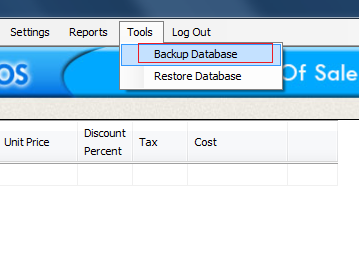 Settings Reports Tools Log Out
Backup Database
OS Of Sale
Restore Database
Unit Price Discount Percent Tax Cost